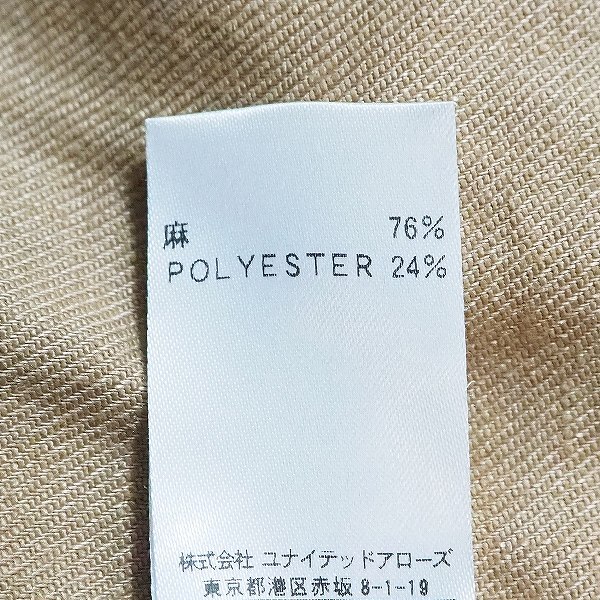 麻 76%
POLYESTER 24%
株式会社 ユナイテッドアローズ
東京都港区赤坂 8-1-19